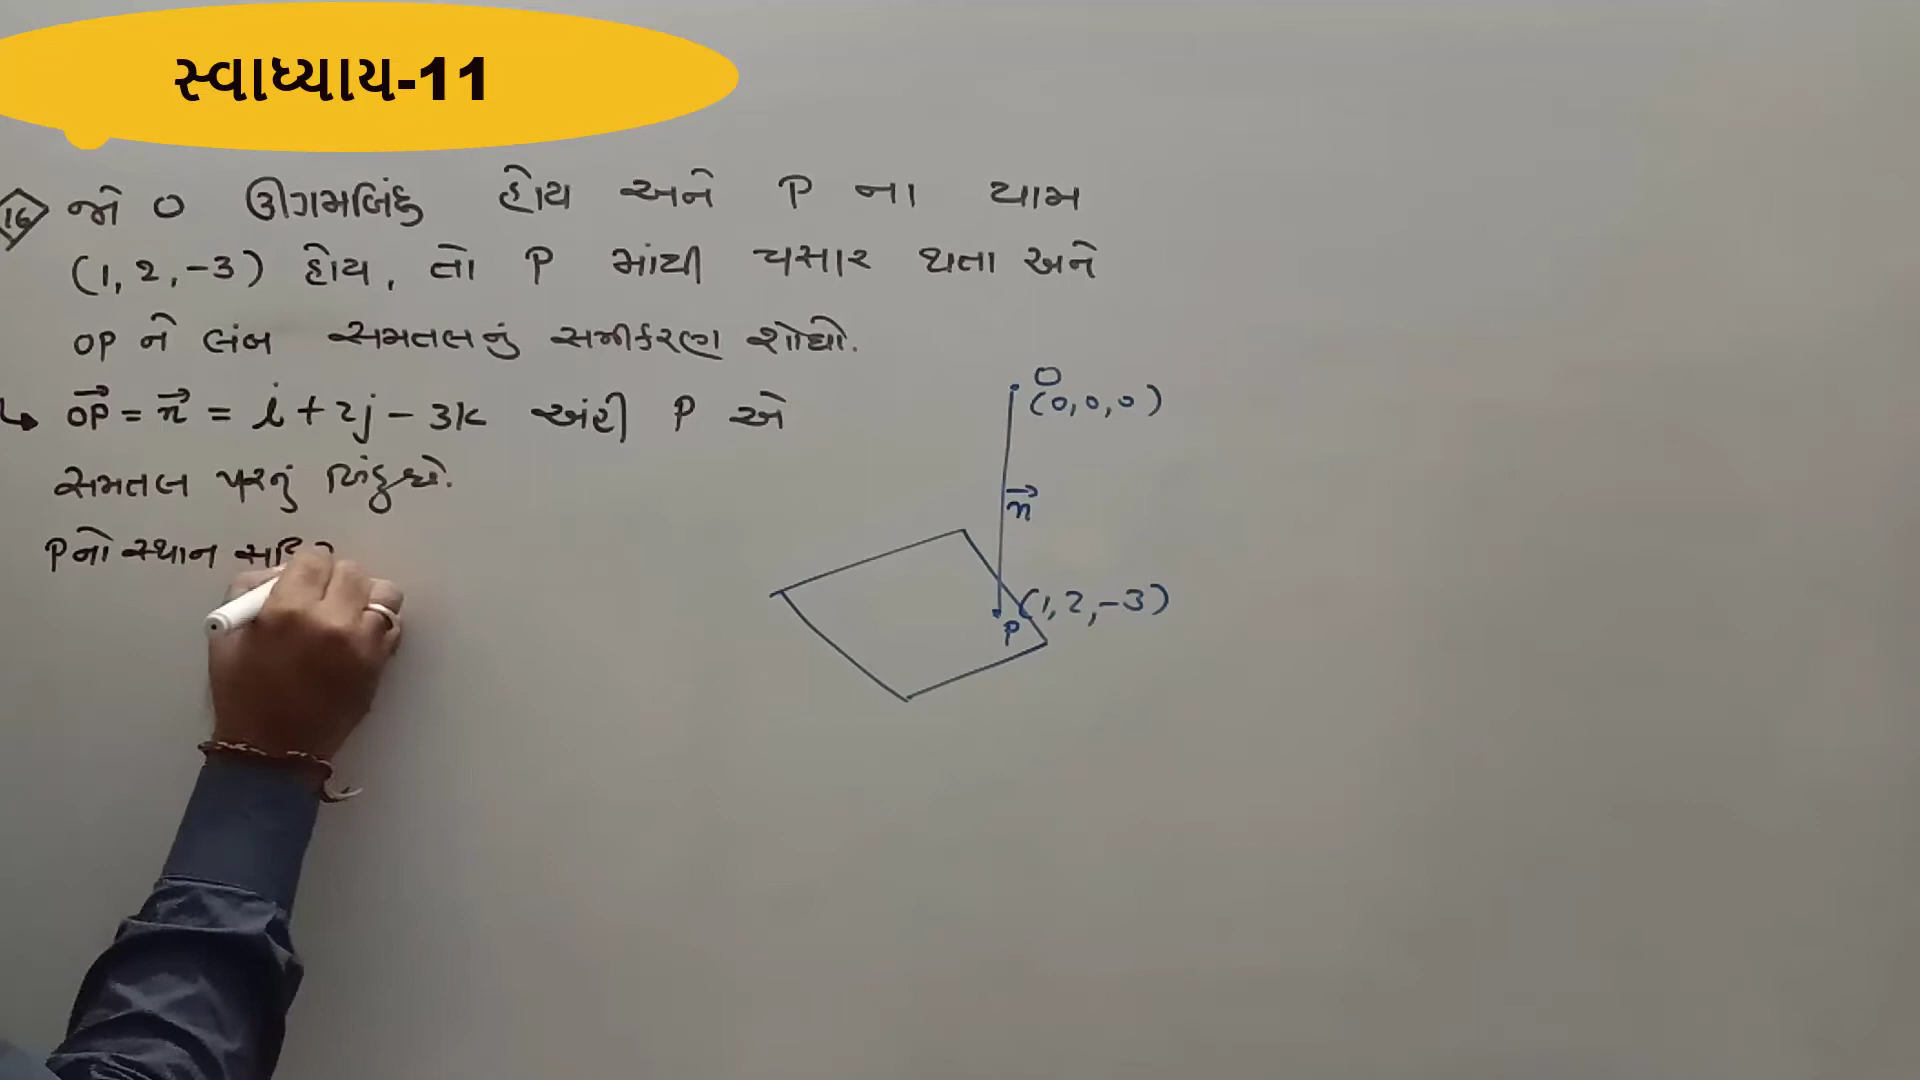 સ્વાધ્યાય-11
16 જો O ઊગમબિંદુ હોય અને P ના યામ
(1, 2, -3) હોય, તો P માંથી પસાર થતા અને
OP ને લંબ સમતલનું સમીકરણ શોધો.
↳ OP⃗ = n⃗ = i + 2j - 3k અંહી P એ
સમતલ પરનું બિંદુ છે.
P નો સ્થાન
O
(0, 0, 0)
n⃗
(1, 2, -3)
P